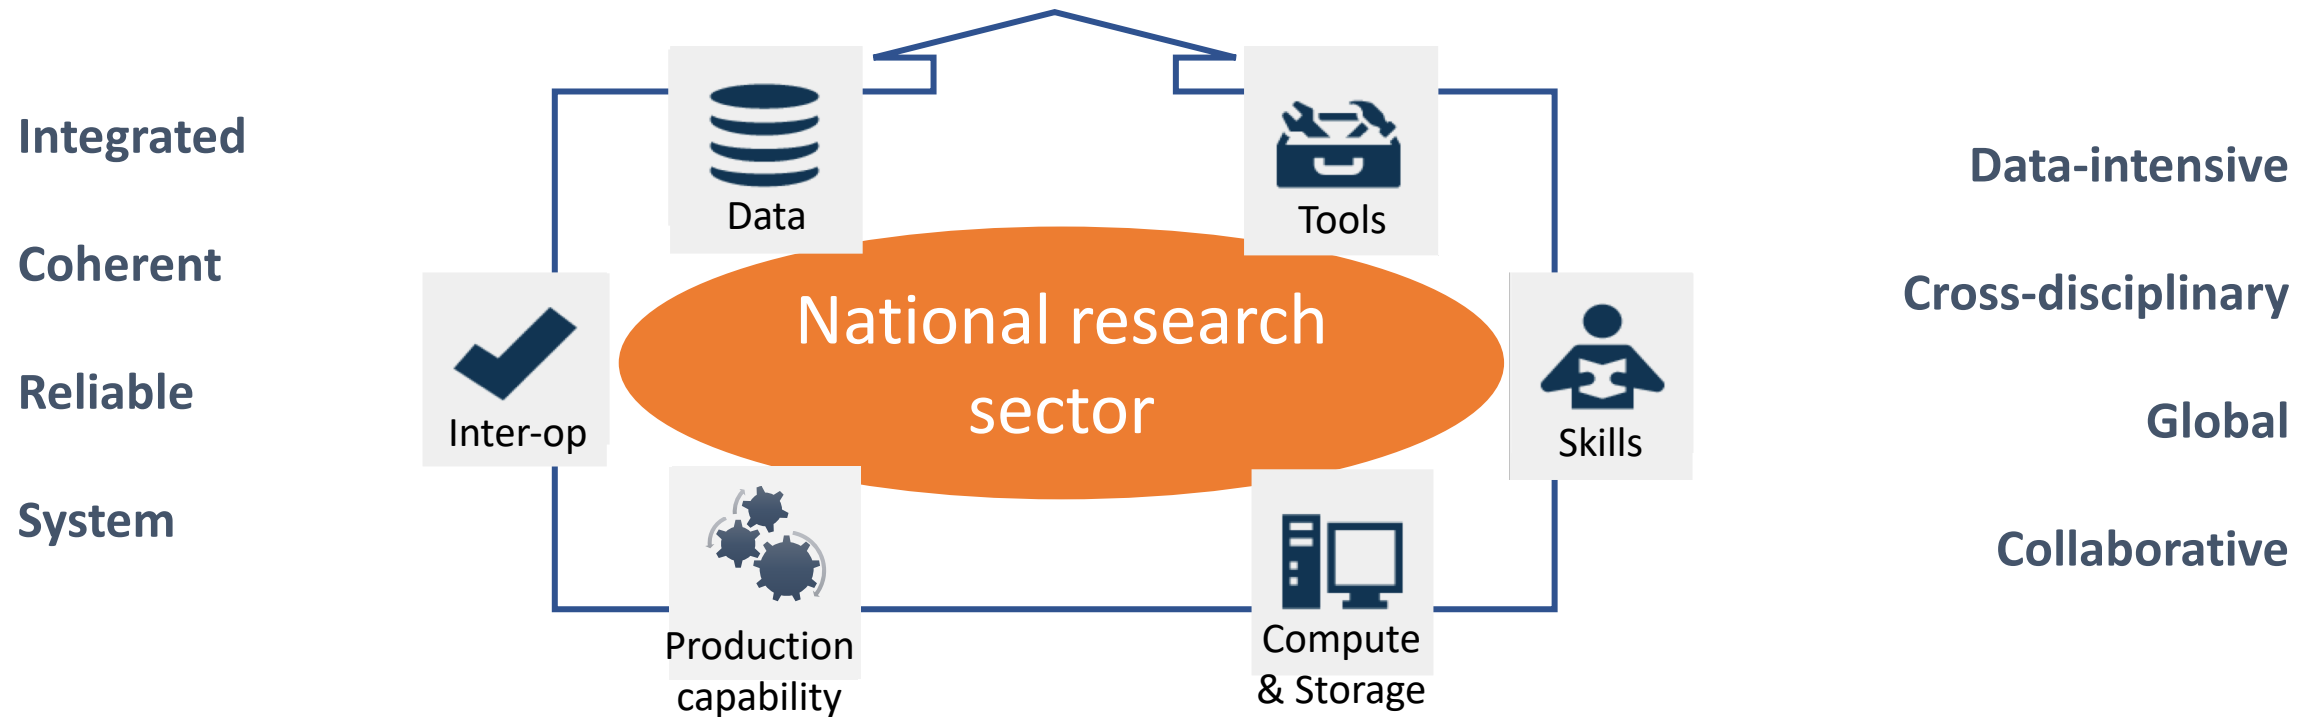 Integrated
Coherent
Reliable
System
Data
Tools
Inter-op
National research
sector
Skills
Production
capability
Compute
& Storage
Data-intensive
Cross-disciplinary
Global
Collaborative